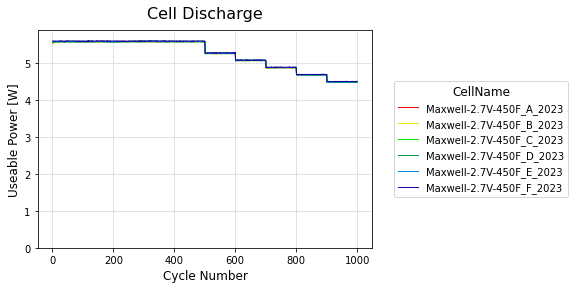 Cell Discharge
Useable Power [W]
5
4
3
2
1
0
0 200 400 600 800 1000
Cycle Number
CellName
Maxwell-2.7V-450F_A_2023
Maxwell-2.7V-450F_B_2023
Maxwell-2.7V-450F_C_2023
Maxwell-2.7V-450F_D_2023
Maxwell-2.7V-450F_E_2023
Maxwell-2.7V-450F_F_2023